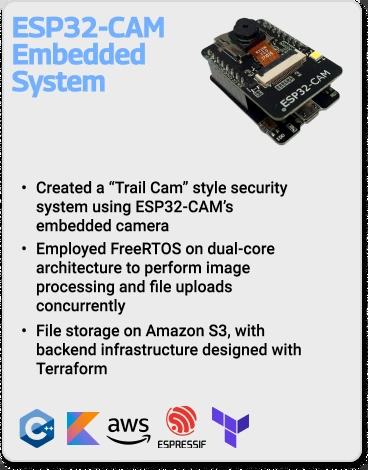 ESP32-CAM
Embedded
System
ESP32-CAM
• Created a “Trail Cam” style security
system using ESP32-CAM’s
embedded camera
• Employed FreeRTOS on dual-core
architecture to perform image
processing and file uploads
concurrently
• File storage on Amazon S3, with
backend infrastructure designed with
Terraform
C++
aws
ESPRESSIF